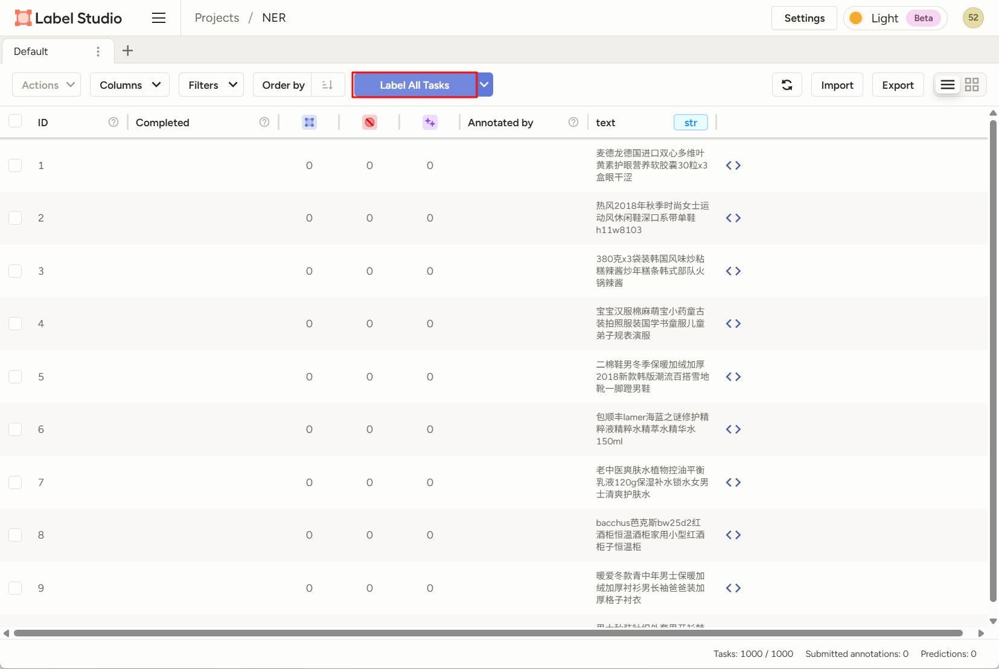 Label Studio
Projects / NER
Settings
Light
Beta
52
Default
Actions
Columns
Filters
Order by
Label All Tasks
Import
Export
ID
Completed
Annotated by
text
str
1
0
0
0
麦德龙德国进口双心多维叶
黄素护眼营养软胶囊30粒x3
盒眼干涩
2
0
0
0
热风2018年秋季时尚女士运
动风休闲鞋深口系带单鞋
h11w8103
3
0
0
0
380克x3袋装韩国风味炒粘
糕辣酱炒年糕条韩式部队火
锅辣酱
4
0
0
0
宝宝汉服棉麻萌宝小药童古
装拍照服装国学书童服儿童
弟子规表演服
5
0
0
0
二棉鞋男冬季保暖加绒加厚
2018新款韩版潮流百搭雪地
靴一脚蹬男鞋
6
0
0
0
包顺丰lamer海蓝之谜修护精
粹液精粹水精萃水精华水
150ml
7
0
0
0
老中医爽肤水植物控油平衡
乳液120g保湿补水锁水女男
士清爽护肤水
8
0
0
0
bacchus芭克斯bw25d2红
酒柜恒温酒柜家用小型红酒
柜子恒温柜
9
0
0
0
暖爱冬款青中年男士保暖加
绒加厚衬衫男长袖爸爸装加
厚格子衬衣
Tasks: 1000 / 1000
Submitted annotations: 0
Predictions: 0